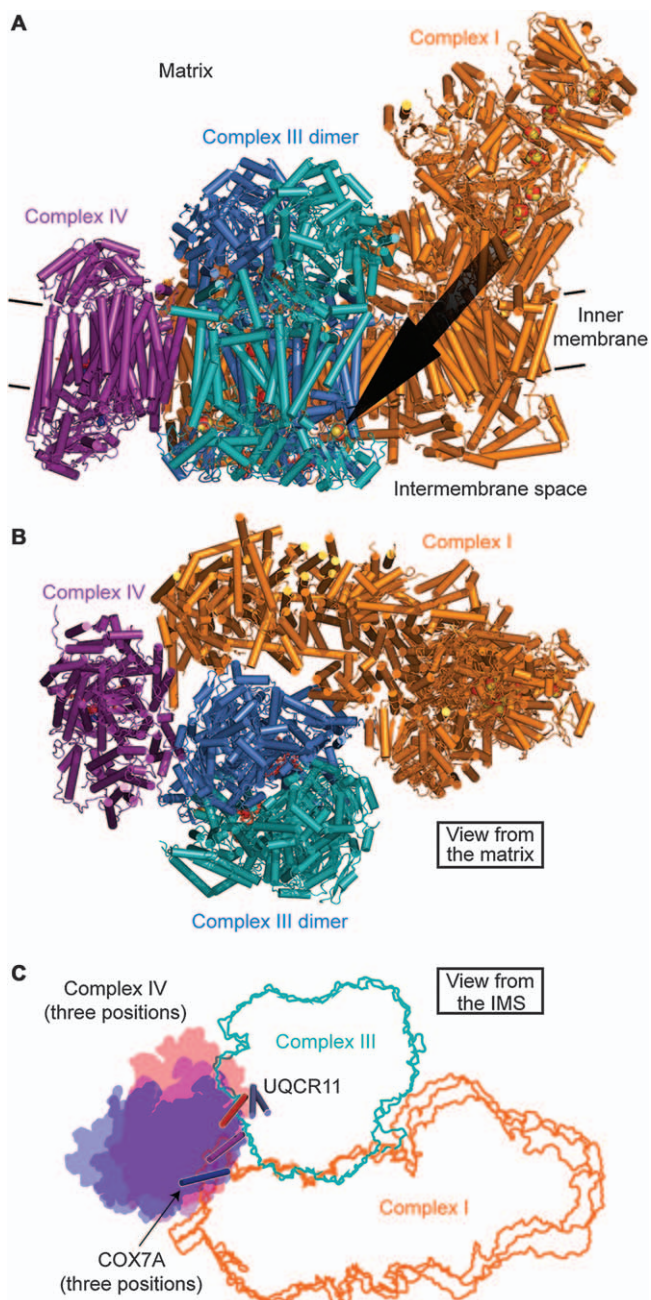 A
Complex I
Matrix
Complex III dimer
Complex IV
Inner
membrane
Intermembrane space
B
Complex I
Complex IV
View from
the matrix
Complex III dimer
C
View from
the IMS
Complex IV
(three positions)
Complex III
UQCR11
Complex I
COX7A
(three positions)